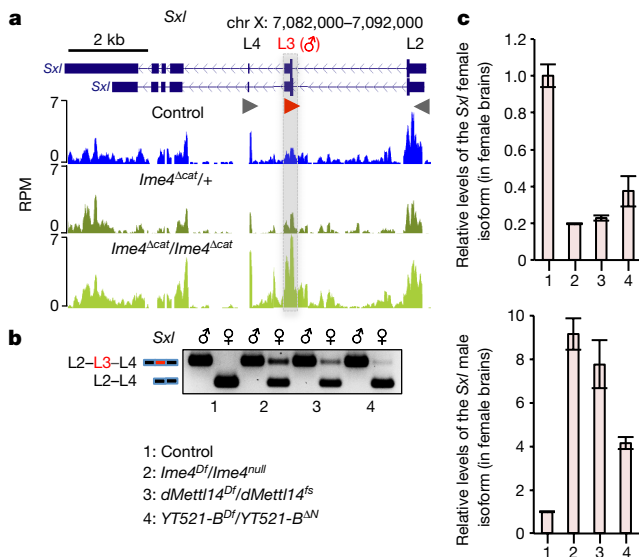 a
Sxl
chr X: 7,082,000–7,092,000
2 kb
L4
L3 (♂)
L2
Sxl
Sxl
7
Control
0
RPM
7
Ime4Δcat/+
0
7
Ime4Δcat/Ime4Δcat
0
b
Sxl
♂ ♀ ♂ ♀ ♂ ♀ ♂ ♀
L2–L3–L4
L2–L4
1 2 3 4
1: Control
2: Ime4Df/Ime4null
3: dMettl14Df/dMettl14fs
4: YT521-BDf/YT521-BΔN
c
Relative levels of the Sxl female
isoform (in female brains)
1.2
1.0
0.8
0.6
0.4
0.2
0
1 2 3 4
Relative levels of the Sxl male
isoform (in female brains)
10
8
6
4
2
0
1 2 3 4